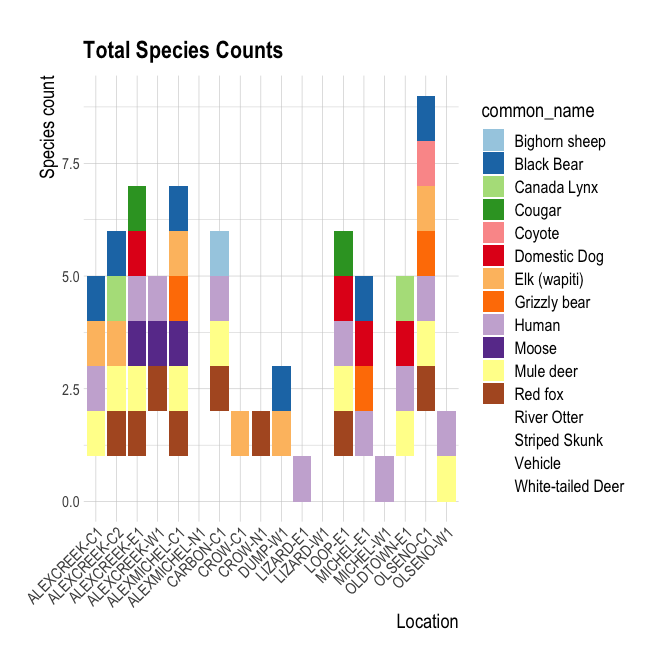 Total Species Counts
Species count
7.5
5.0
2.5
0.0
ALEXCREEK-C1
ALEXCREEK-C2
ALEXCREEK-E1
ALEXCREEK-W1
ALEXMICHEL-C1
ALEXMICHEL-N1
CARBON-C1
CROW-C1
CROW-N1
DUMP-W1
LIZARD-E1
LIZARD-W1
LOOP-E1
MICHEL-E1
MICHEL-W1
OLDTOWN-E1
OLSENO-C1
OLSENO-W1
Location
common_name
Bighorn sheep
Black Bear
Canada Lynx
Cougar
Coyote
Domestic Dog
Elk (wapiti)
Grizzly bear
Human
Moose
Mule deer
Red fox
River Otter
Striped Skunk
Vehicle
White-tailed Deer